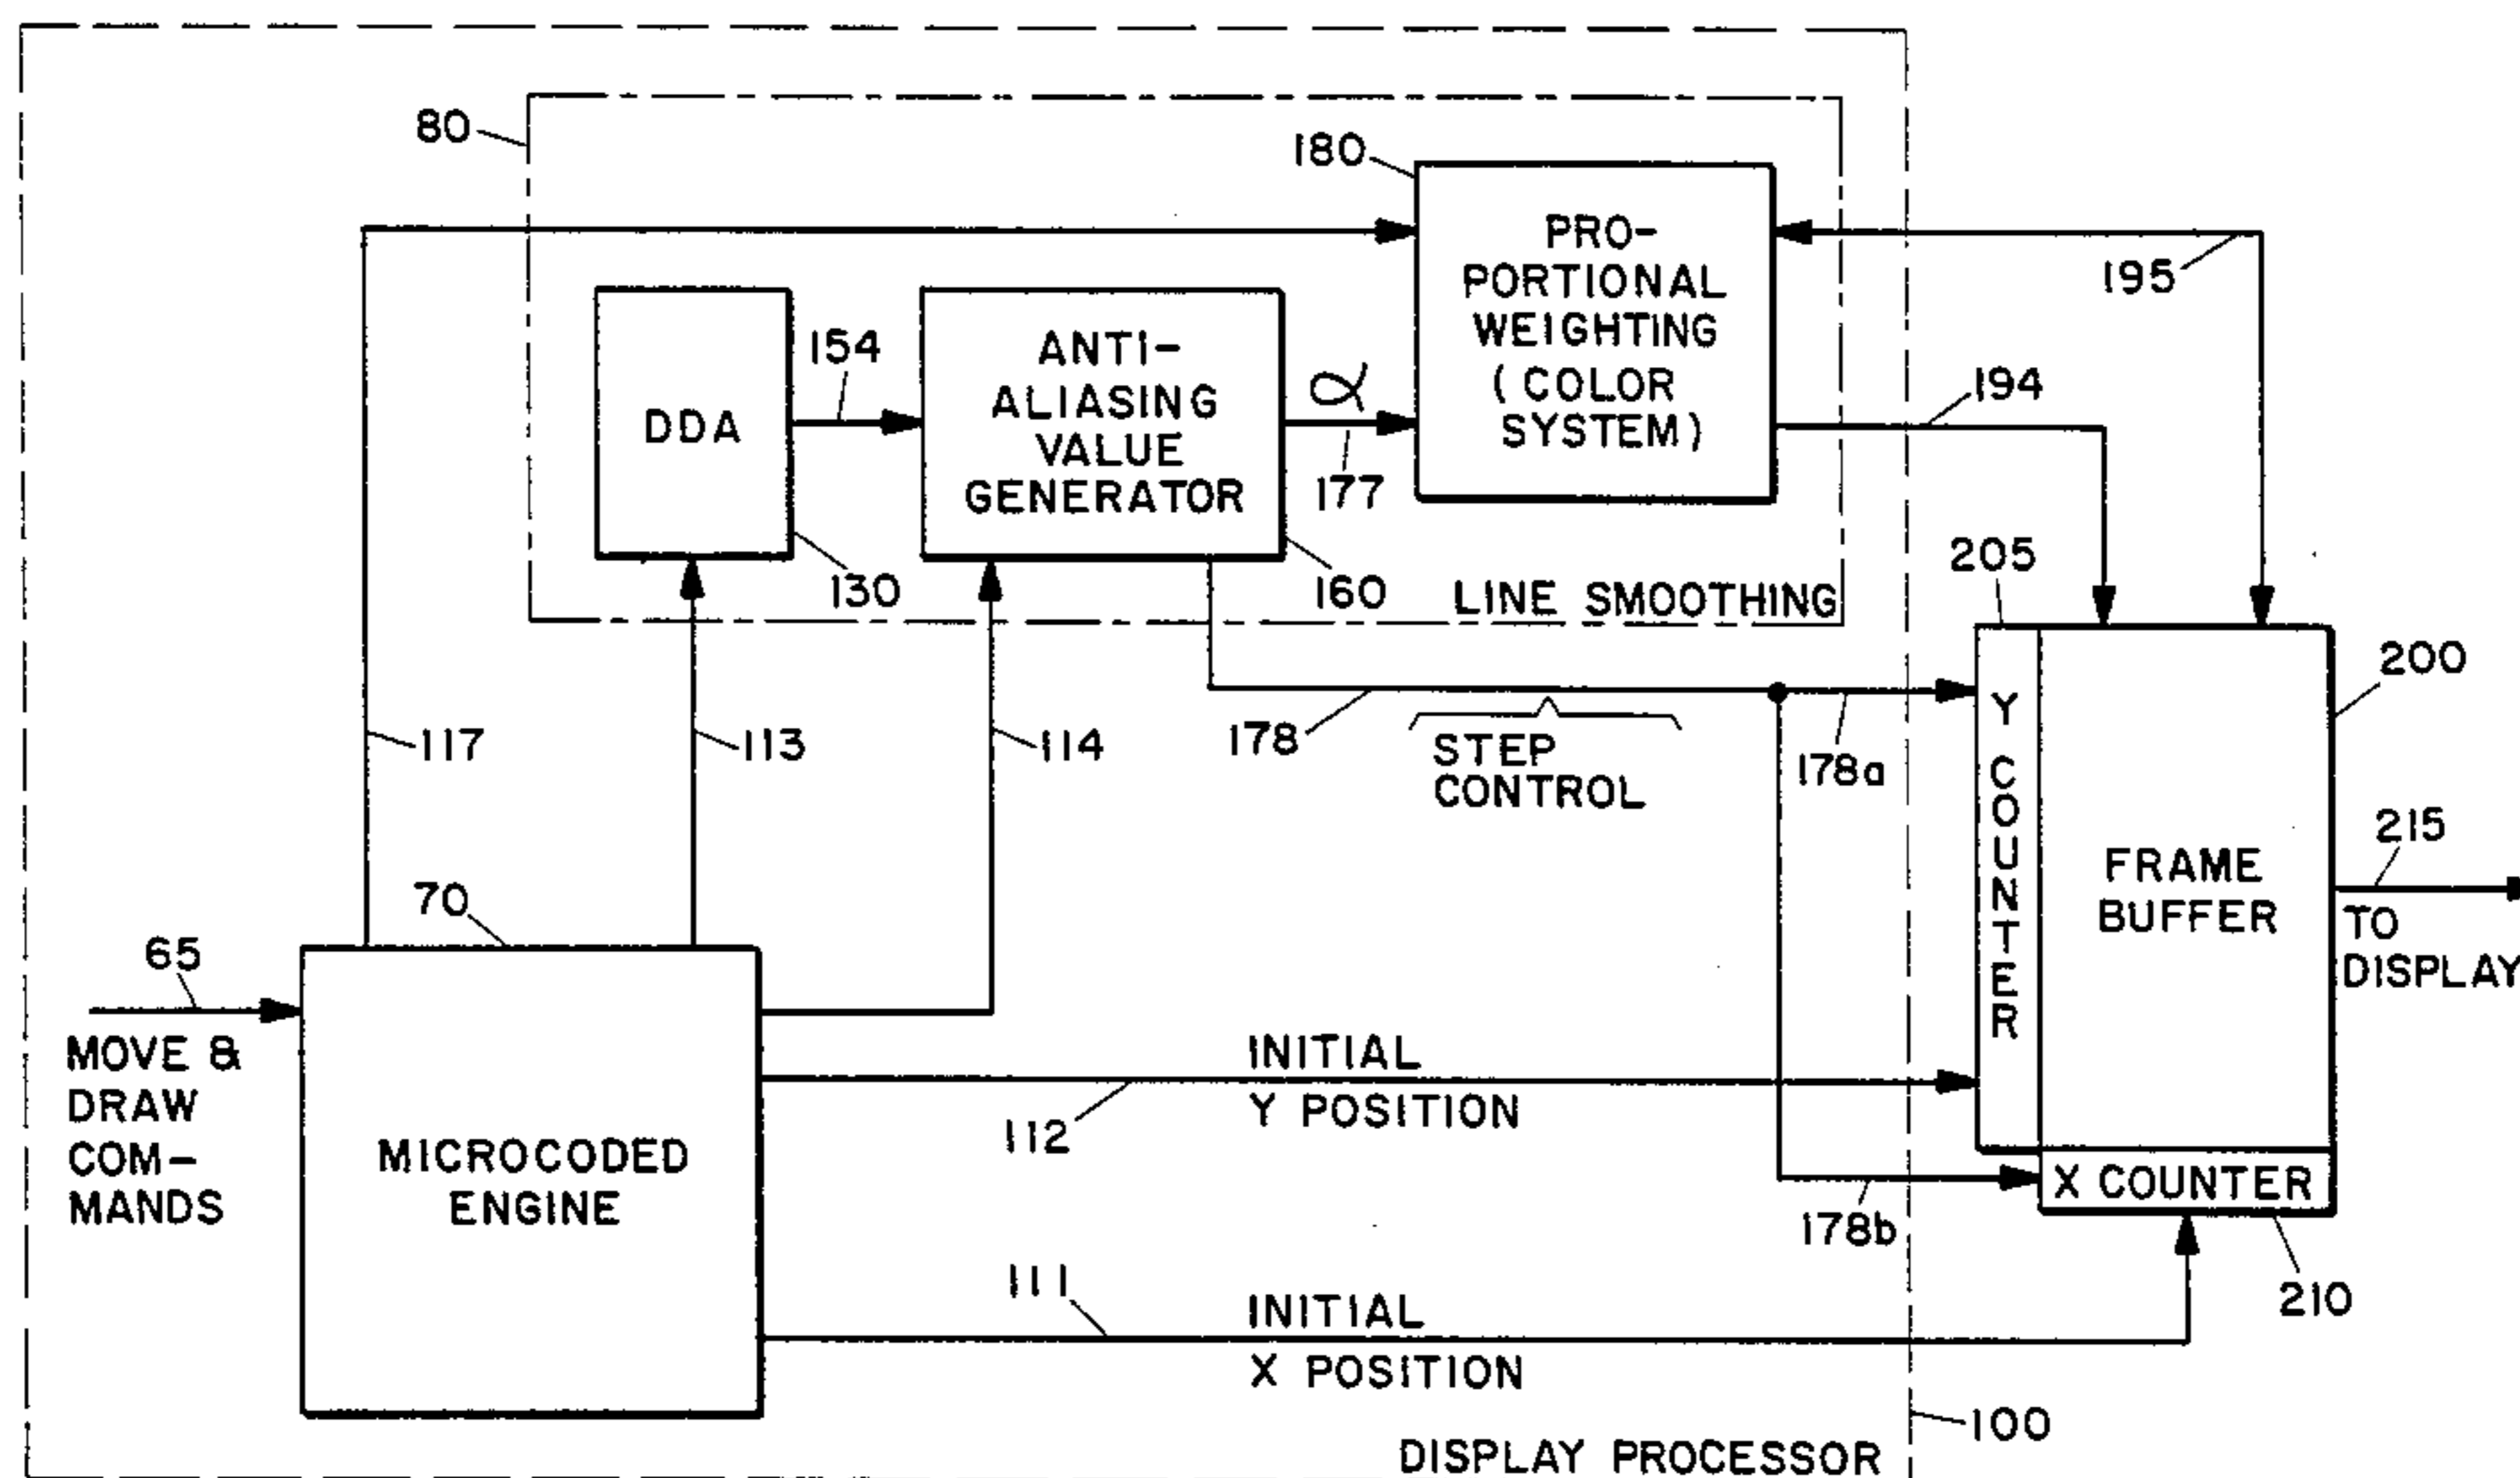 80
180
PRO-
PORTIONAL
WEIGHTING
(COLOR
SYSTEM)
195
194
DDA
154
ANTI-
ALIASING
VALUE
GENERATOR
α
177
130
160
LINE SMOOTHING
205
200
117
113
114
178
STEP
CONTROL
178a
Y COUNTER
FRAME
BUFFER
215
TO
DISPLAY
70
65
MOVE &
DRAW
COM-
MANDS
MICROCODED
ENGINE
INITIAL
Y POSITION
112
X COUNTER
178b
210
111
INITIAL
X POSITION
100
DISPLAY PROCESSOR